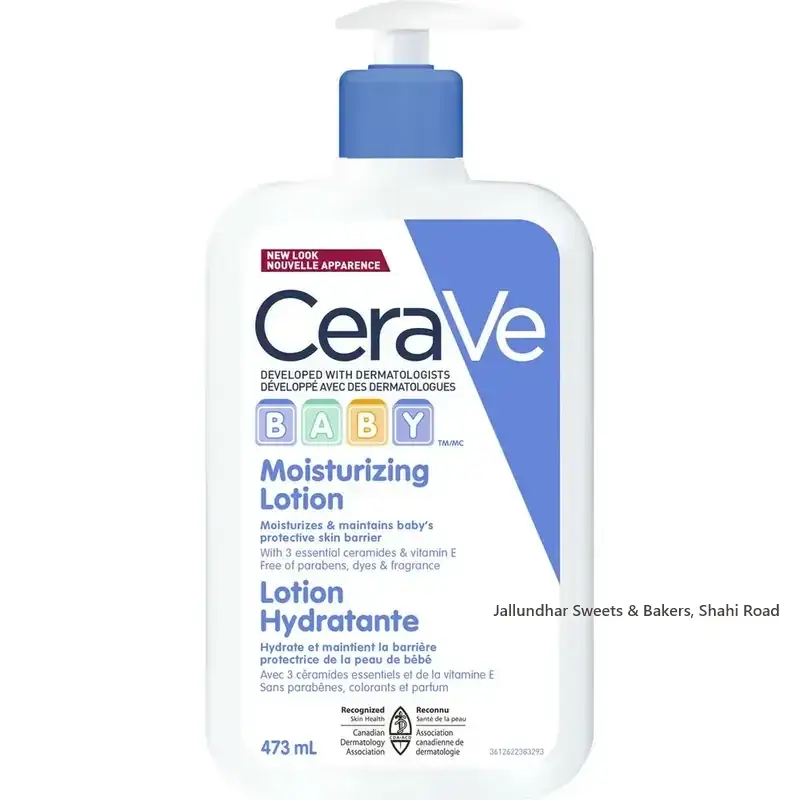 NEW LOOK
NOUVELLE APPARENCE
CeraVe
DEVELOPED WITH DERMATOLOGISTS
DÉVELOPPÉ AVEC DES DERMATOLOGUES
BABY TM/MC
Moisturizing
Lotion
Moisturizes & maintains baby's
protective skin barrier
With 3 essential ceramides & vitamin E
Free of parabens, dyes & fragrance
Lotion
Hydratante
Jallundhar Sweets & Bakers, Shahi Road
Hydrate et maintient la barrière
protectrice de la peau de bébé
Avec 3 céramides essentiels et de la vitamine E
Sans parabènes, colorants et parfum
Recognized
Skin Health
Canadian
Dermatology
Association
CDA-ACD
Reconnu
Santé de la peau
Association
canadienne de
dermatologie
473 mL
3612622383293